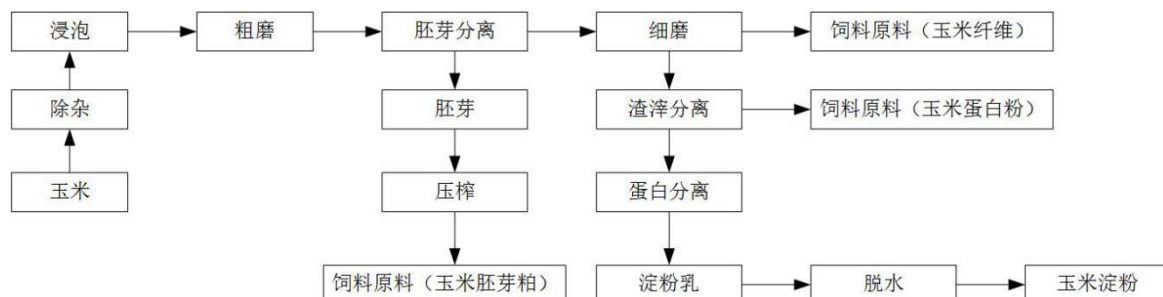 浸泡
粗磨
胚芽分离
细磨
饲料原料（玉米纤维）
除杂
胚芽
渣滓分离
饲料原料（玉米蛋白粉）
玉米
压榨
蛋白分离
饲料原料（玉米胚芽粕）
淀粉乳
脱水
玉米淀粉